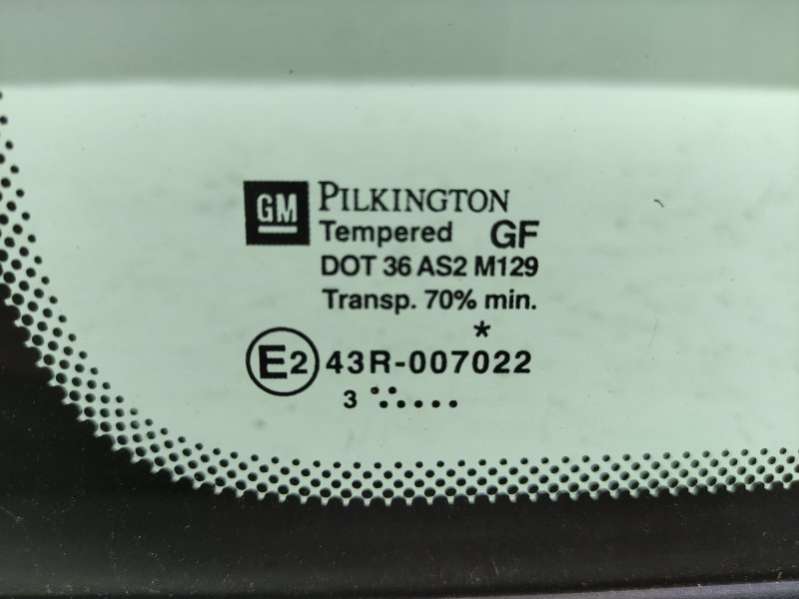 GM PILKINGTON
Tempered GF
DOT 36 AS2 M129
Transp. 70% min.
*
E2 43R-007022
3